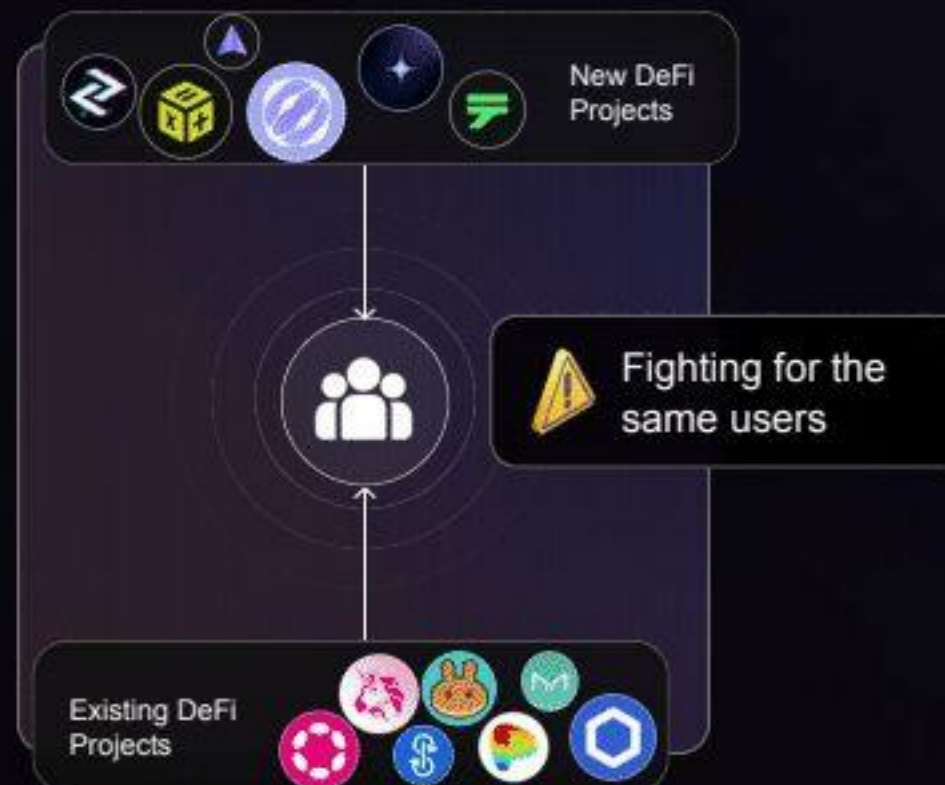 New DeFi
Projects
Fighting for the
same users
Existing DeFi
Projects